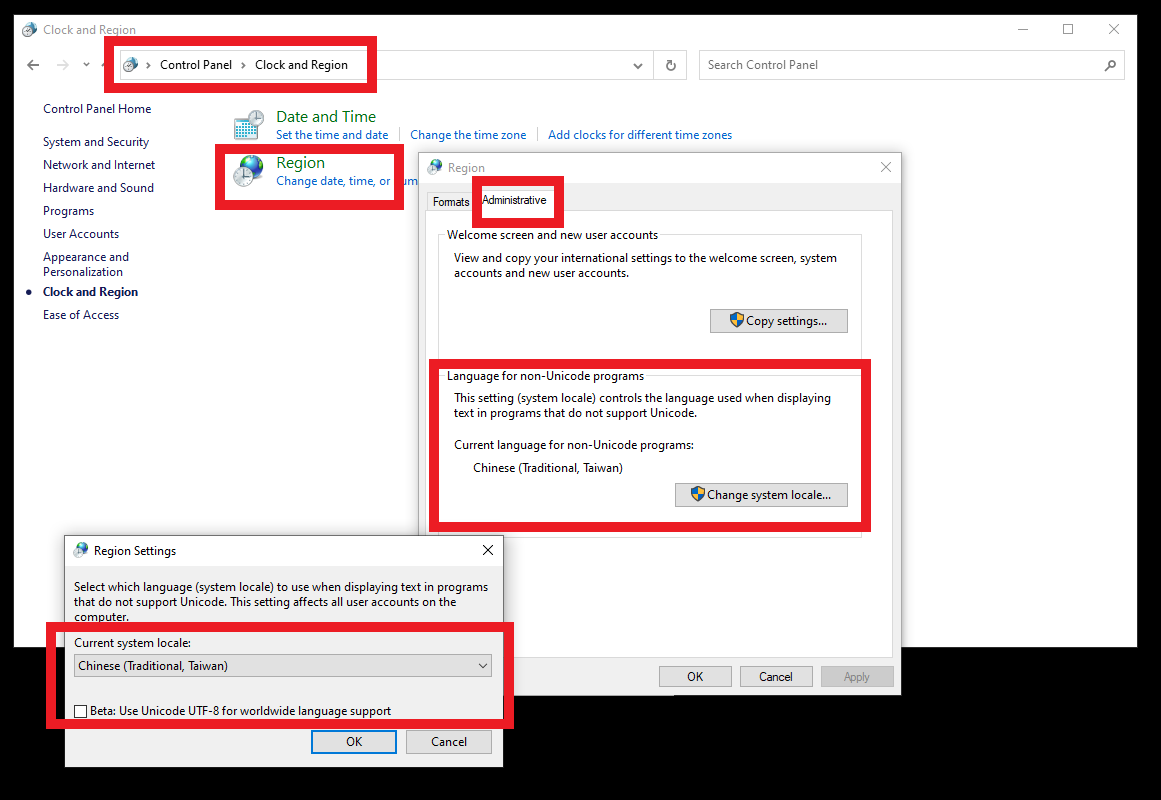 Clock and Region
Control Panel > Clock and Region
Search Control Panel
Control Panel Home
System and Security
Network and Internet
Hardware and Sound
Programs
User Accounts
Appearance and
Personalization
Clock and Region
Ease of Access
Date and Time
Set the time and date Change the time zone Add clocks for different time zones
Region
Change date, time, or
Region
Formats Administrative
Welcome screen and new user accounts
View and copy your international settings to the welcome screen, system
accounts and new user accounts.
Copy settings...
Language for non-Unicode programs
This setting (system locale) controls the language used when displaying
text in programs that do not support Unicode.
Current language for non-Unicode programs:
Chinese (Traditional, Taiwan)
Change system locale...
OK Cancel Apply
Region Settings
Select which language (system locale) to use when displaying text in programs
that do not support Unicode. This setting affects all user accounts on the
computer.
Current system locale:
Chinese (Traditional, Taiwan)
Beta: Use Unicode UTF-8 for worldwide language support
OK Cancel